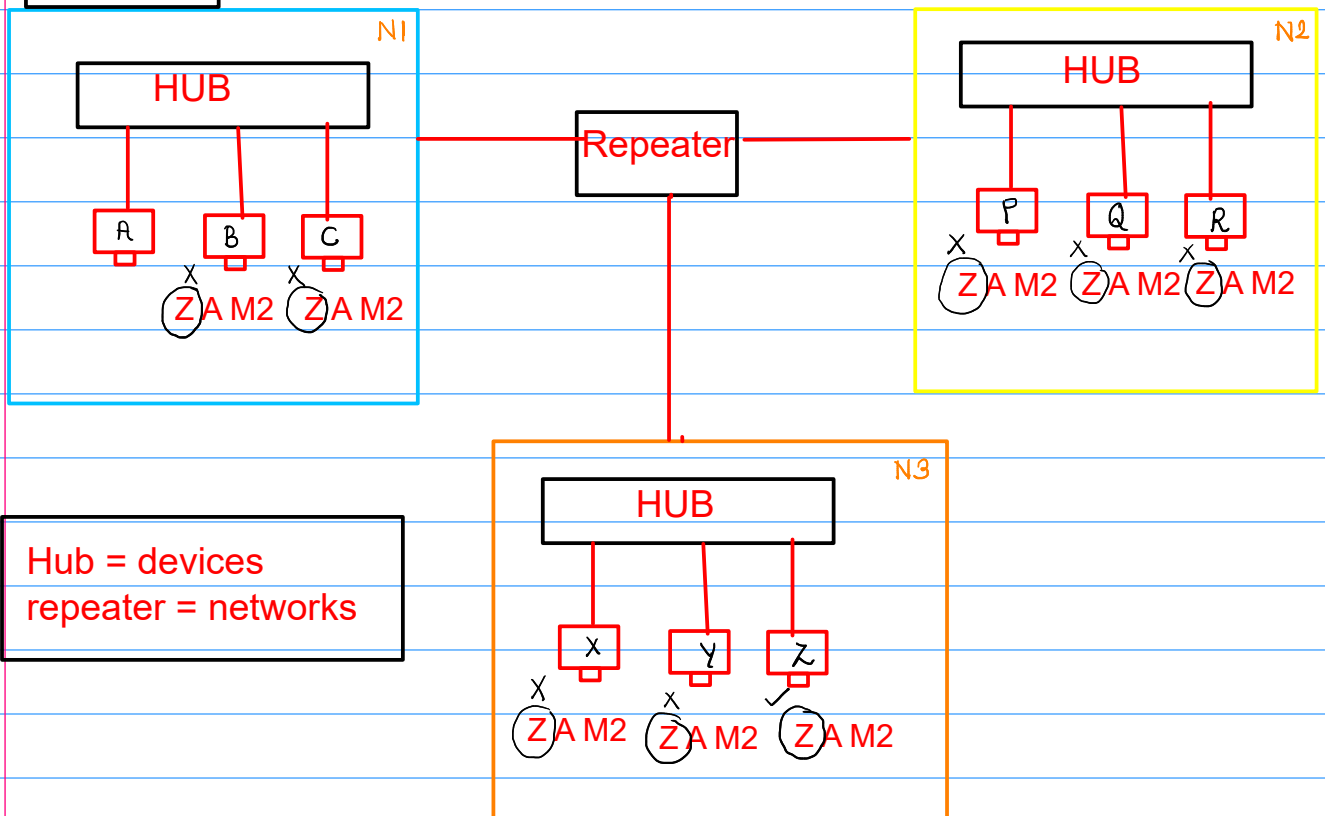 N1
HUB
A
B
C
X
X
Z A M2
Z A M2
Repeater
N2
HUB
P
Q
R
X
X
X
Z A M2
Z A M2
Z A M2
Hub = devices
repeater = networks
N3
HUB
X
Y
Z
X
X
✓
Z A M2
Z A M2
Z A M2